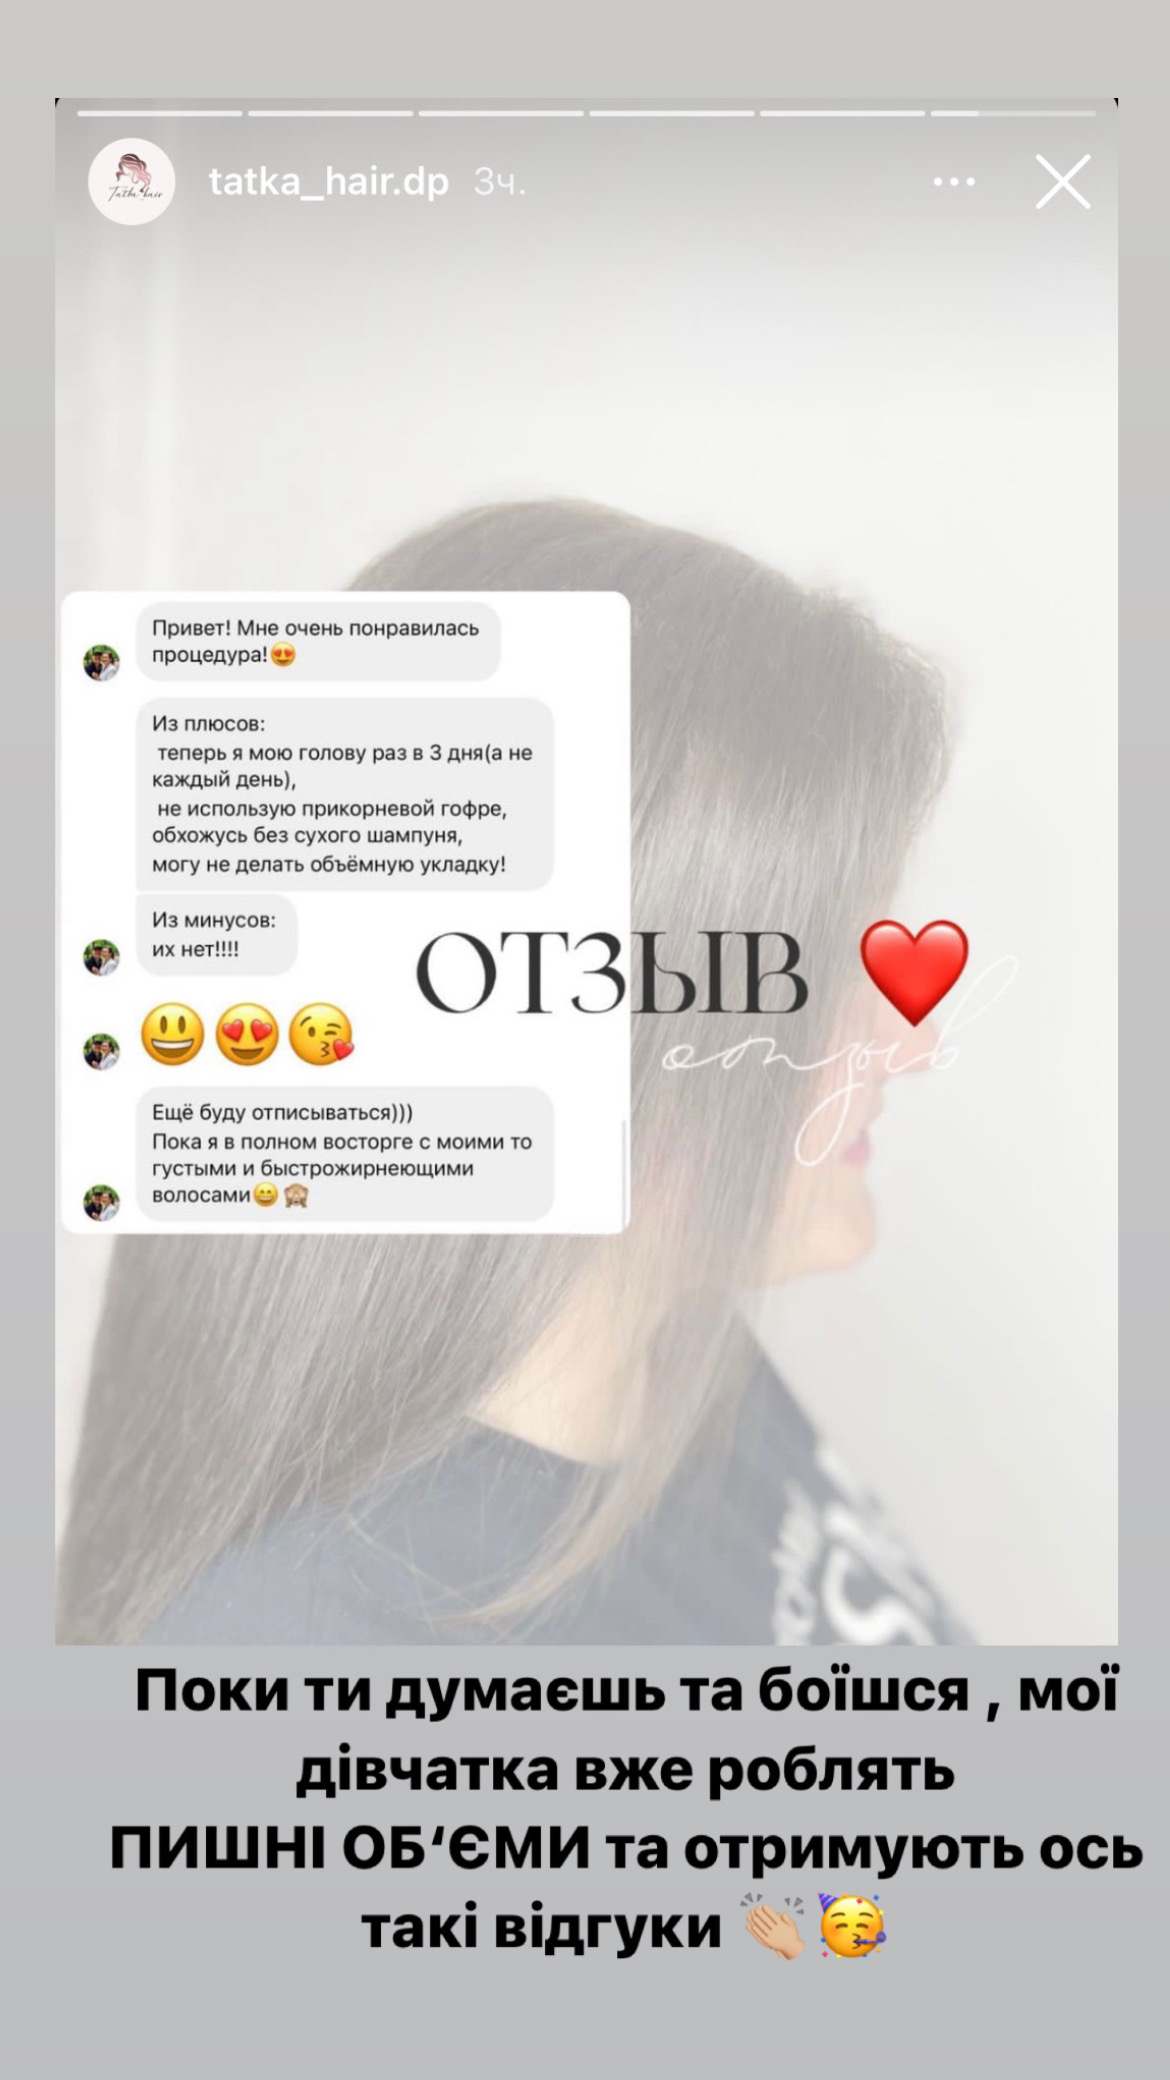 tatka_hair.dp 3ч.
Tatka hair
Привет! Мне очень понравилась
процедура!😍
Из плюсов:
теперь я мою голову раз в 3 дня(а не
каждый день),
не использую прикорневой гофре,
обхожусь без сухого шампуня,
могу не делать объёмную укладку!
Из минусов:
их нет!!!!
ОТЗЫВ ❤️
отзыв
😃😍😘
Ещё буду отписываться)))
Пока я в полном восторге с моими то
густыми и быстрожирнеющими
волосами😄🙈
Поки ти думаєшь та боїшся , мої
дівчатка вже роблять
ПИШНІ ОБ‘ЄМИ та отримують ось
такі відгуки 👏🏼🥳